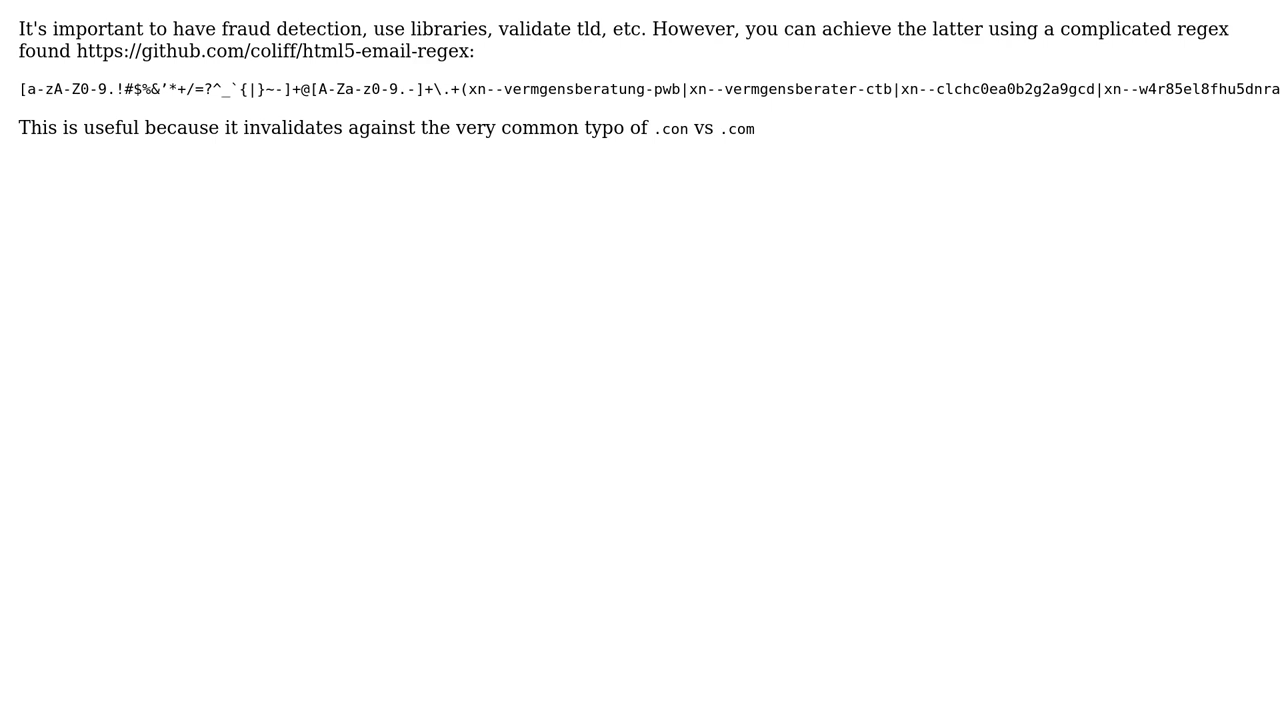 It's important to have fraud detection, use libraries, validate tld, etc. However, you can achieve the latter using a complicated regex
found https://github.com/coliff/html5-email-regex:
[a-zA-Z0-9.!#$%&’*+/=?^_`{|}~-]+@[A-Za-z0-9.-]+\.+(xn--vermgensberatung-pwb|xn--vermgensberater-ctb|xn--clchc0ea0b2g2a9gcd|xn--w4r85el8fhu5dnra
This is useful because it invalidates against the very common typo of .con vs .com